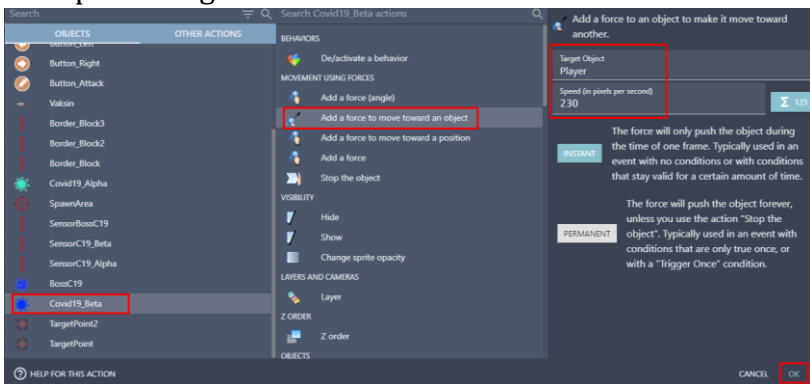 Search
OBJECTS
OTHER ACTIONS
Button_Left
Button_Right
Button_Attack
Vaksin
Border_Block3
Border_Block2
Border_Block
Covid19_Alpha
SpawnArea
SensorBossC19
SensorC19_Beta
SensorC19_Alpha
BossC19
Covid19_Beta
TargetPoint2
TargetPoint
HELP FOR THIS ACTION
Search Covid19_Beta actions
BEHAVIORS
De/activate a behavior
MOVEMENT USING FORCES
Add a force (angle)
Add a force to move toward an object
Add a force to move toward a position
Add a force
Stop the object
VISIBILITY
Hide
Show
Change sprite opacity
LAYERS AND CAMERAS
Layer
Z ORDER
Z order
OBJECTS
Add a force to an object to make it move toward
another.
Target Object
Player
Speed (in pixels per second)
230
Σ 123
INSTANT
The force will only push the object during
the time of one frame. Typically used in an
event with no conditions or with conditions
that stay valid for a certain amount of time.
PERMANENT
The force will push the object forever,
unless you use the action "Stop the
object". Typically used in an event with
conditions that are only true once, or
with a "Trigger Once" condition.
CANCEL
OK